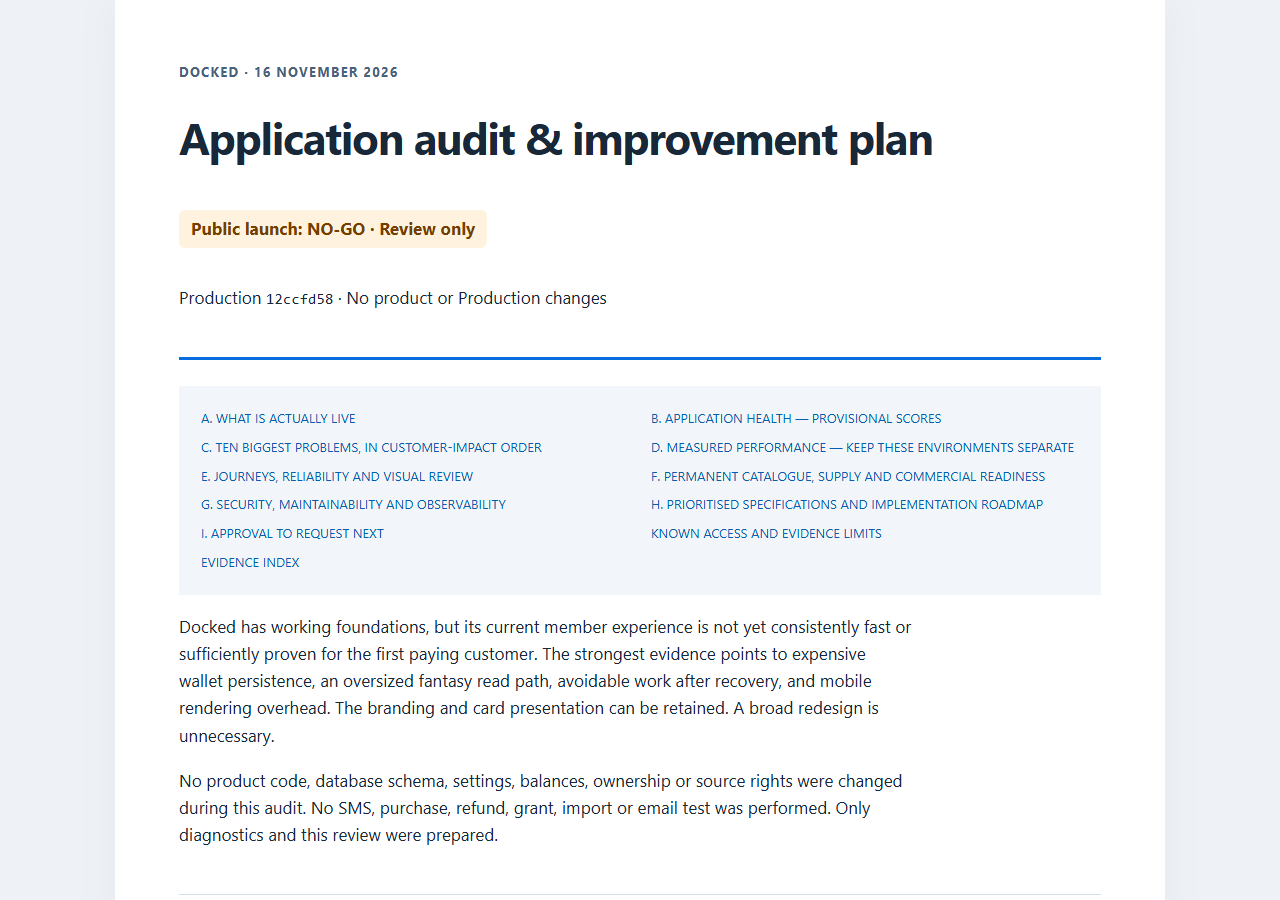 DOCKED · 16 NOVEMBER 2026
Application audit & improvement plan
Public launch: NO-GO · Review only
Production 12ccfd58 · No product or Production changes
A. WHAT IS ACTUALLY LIVE
B. APPLICATION HEALTH — PROVISIONAL SCORES
C. TEN BIGGEST PROBLEMS, IN CUSTOMER-IMPACT ORDER
D. MEASURED PERFORMANCE — KEEP THESE ENVIRONMENTS SEPARATE
E. JOURNEYS, RELIABILITY AND VISUAL REVIEW
F. PERMANENT CATALOGUE, SUPPLY AND COMMERCIAL READINESS
G. SECURITY, MAINTAINABILITY AND OBSERVABILITY
H. PRIORITISED SPECIFICATIONS AND IMPLEMENTATION ROADMAP
I. APPROVAL TO REQUEST NEXT
KNOWN ACCESS AND EVIDENCE LIMITS
EVIDENCE INDEX
Docked has working foundations, but its current member experience is not yet consistently fast or
sufficiently proven for the first paying customer. The strongest evidence points to expensive
wallet persistence, an oversized fantasy read path, avoidable work after recovery, and mobile
rendering overhead. The branding and card presentation can be retained. A broad redesign is
unnecessary.
No product code, database schema, settings, balances, ownership or source rights were changed
during this audit. No SMS, purchase, refund, grant, import or email test was performed. Only
diagnostics and this review were prepared.